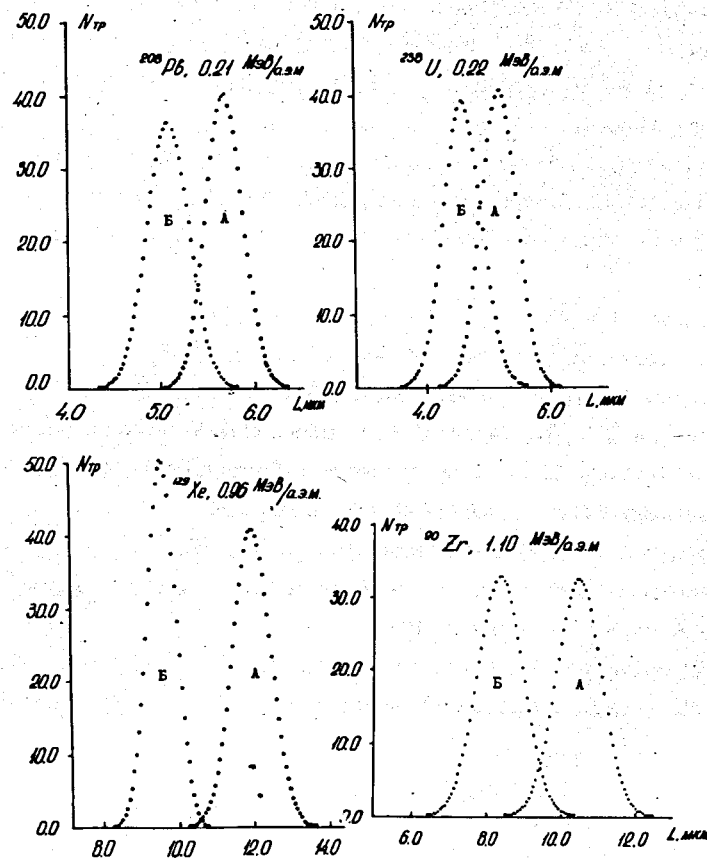 50.0 Nтр
²⁰⁸Pb, 0.21 МэВ/а.э.м
40.0
30.0
20.0
10.0
0.0
Б
А
4.0 5.0 6.0 L, мкм
50.0 Nтр
²³⁸U, 0.22 МэВ/а.е.м
40.0
30.0
20.0
10.0
0.0
Б
А
4.0 6.0 L, мкм
50.0 Nтр
¹²⁹Xe, 0.96 МэВ/а.э.м.
40.0
30.0
20.0
10.0
0.0
Б
А
8.0 10.0 12.0 14.0
40.0 Nтр
⁹⁰Zr, 1.10 МэВ/а.э.м
30.0
20.0
10.0
2.0
Б
А
6.0 8.0 10.0 12.0 L, мкм